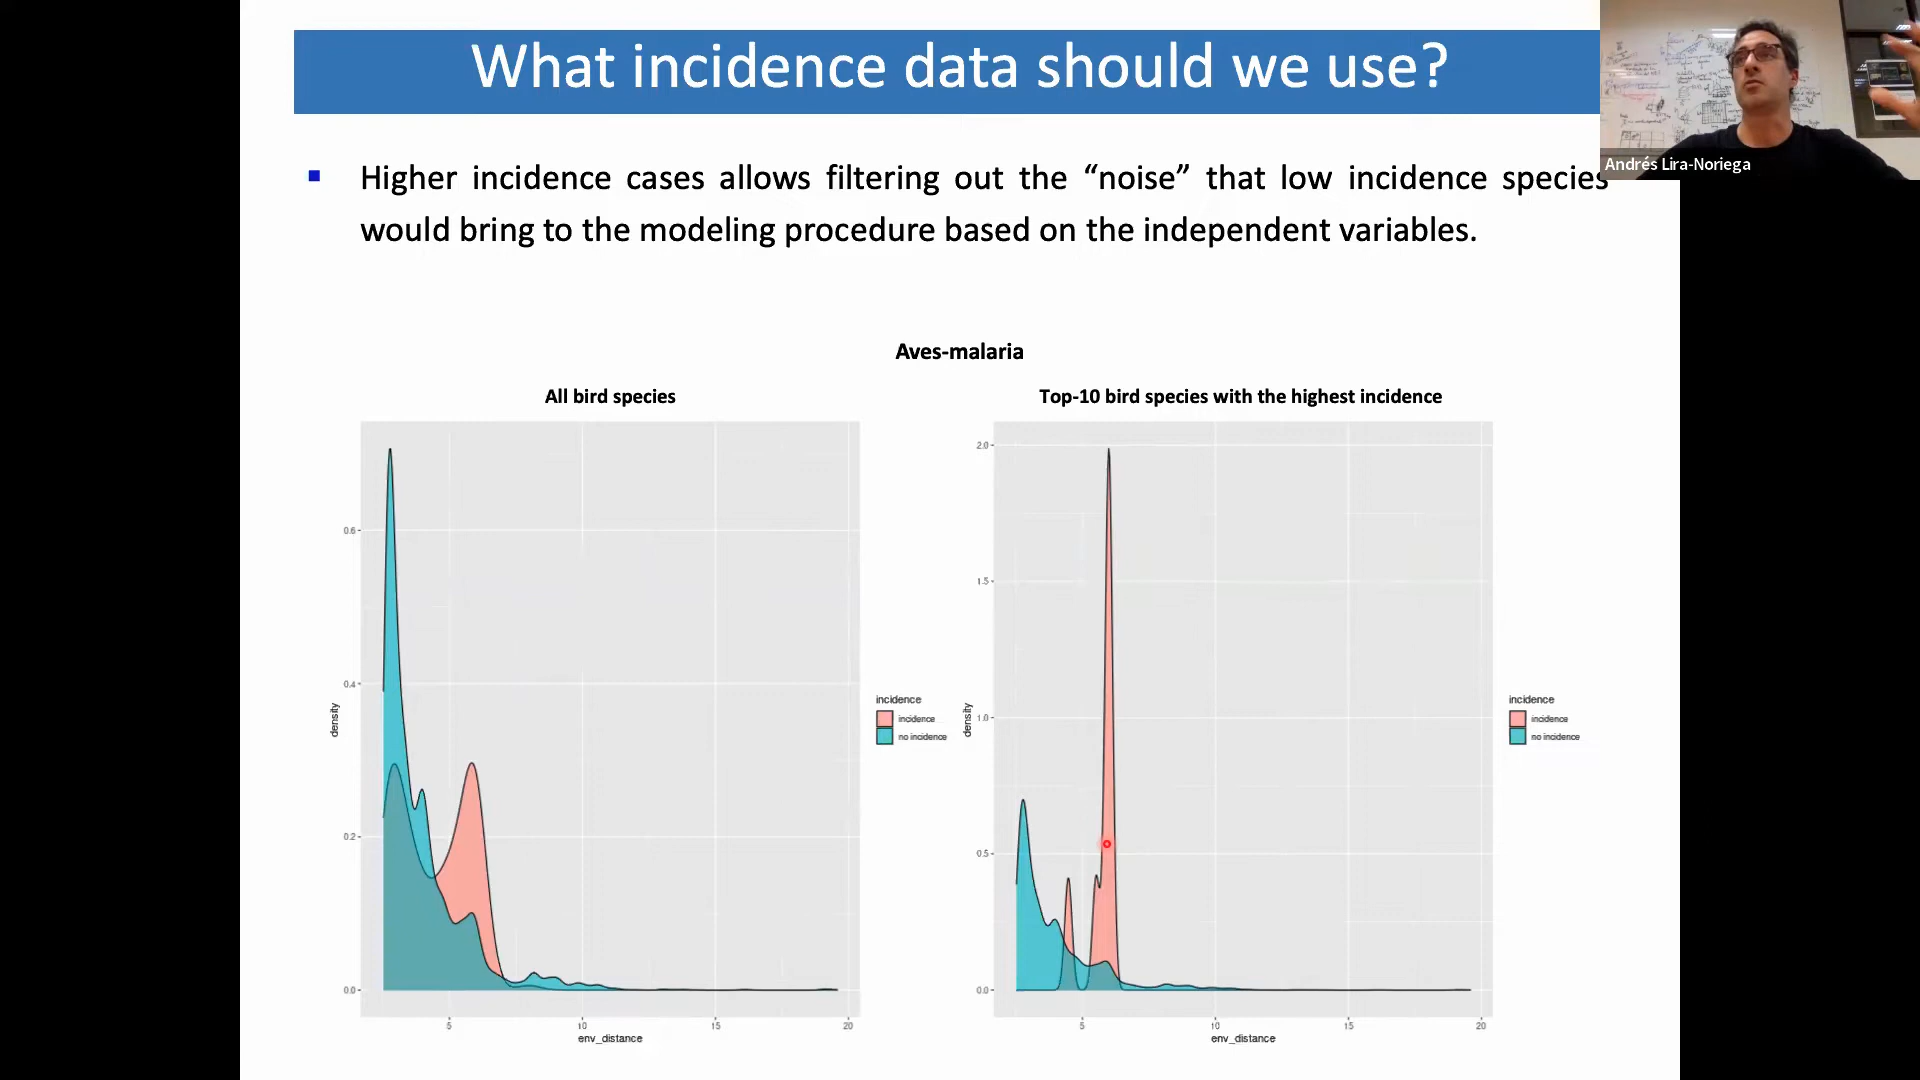 What incidence data should we use?
Andrés Lira-Noriega
▪ Higher incidence cases allows filtering out the “noise” that low incidence species
would bring to the modeling procedure based on the independent variables.
Aves-malaria
All bird species
Top-10 bird species with the highest incidence
0.6
0.4
0.2
0.0
density
5 10 15 20
env_distance
incidence
incidence
no incidence
2.0
1.5
1.0
0.5
0.0
density
5 10 15 20
env_distance
incidence
incidence
no incidence